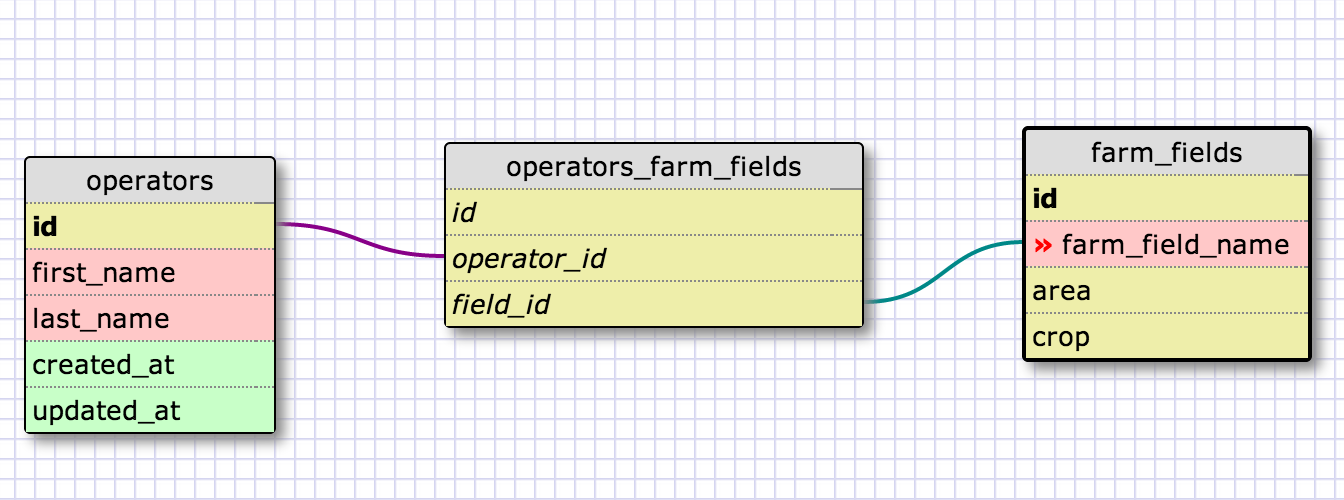 operators
id
first_name
last_name
created_at
updated_at
operators_farm_fields
id
operator_id
field_id
farm_fields
id
» farm_field_name
area
crop